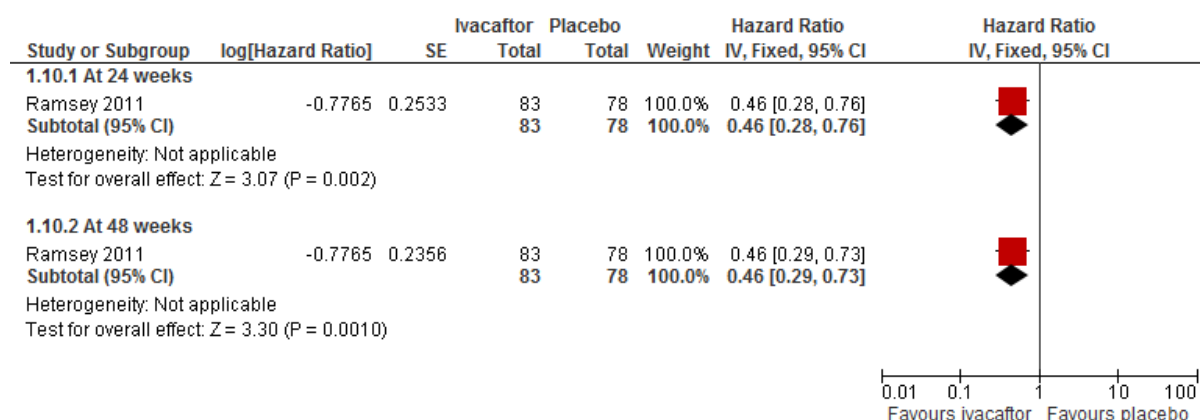 Ivacaftor Placebo Hazard Ratio Hazard Ratio
Study or Subgroup log[Hazard Ratio] SE Total Total Weight IV, Fixed, 95% CI IV, Fixed, 95% CI
1.10.1 At 24 weeks
Ramsey 2011 -0.7765 0.2533 83 78 100.0% 0.46 [0.28, 0.76]
Subtotal (95% CI) 83 78 100.0% 0.46 [0.28, 0.76]
Heterogeneity: Not applicable
Test for overall effect: Z = 3.07 (P = 0.002)
1.10.2 At 48 weeks
Ramsey 2011 -0.7765 0.2356 83 78 100.0% 0.46 [0.29, 0.73]
Subtotal (95% CI) 83 78 100.0% 0.46 [0.29, 0.73]
Heterogeneity: Not applicable
Test for overall effect: Z = 3.30 (P = 0.0010)
0.01 0.1 1 10 100
Favours ivacaftor Favours placebo